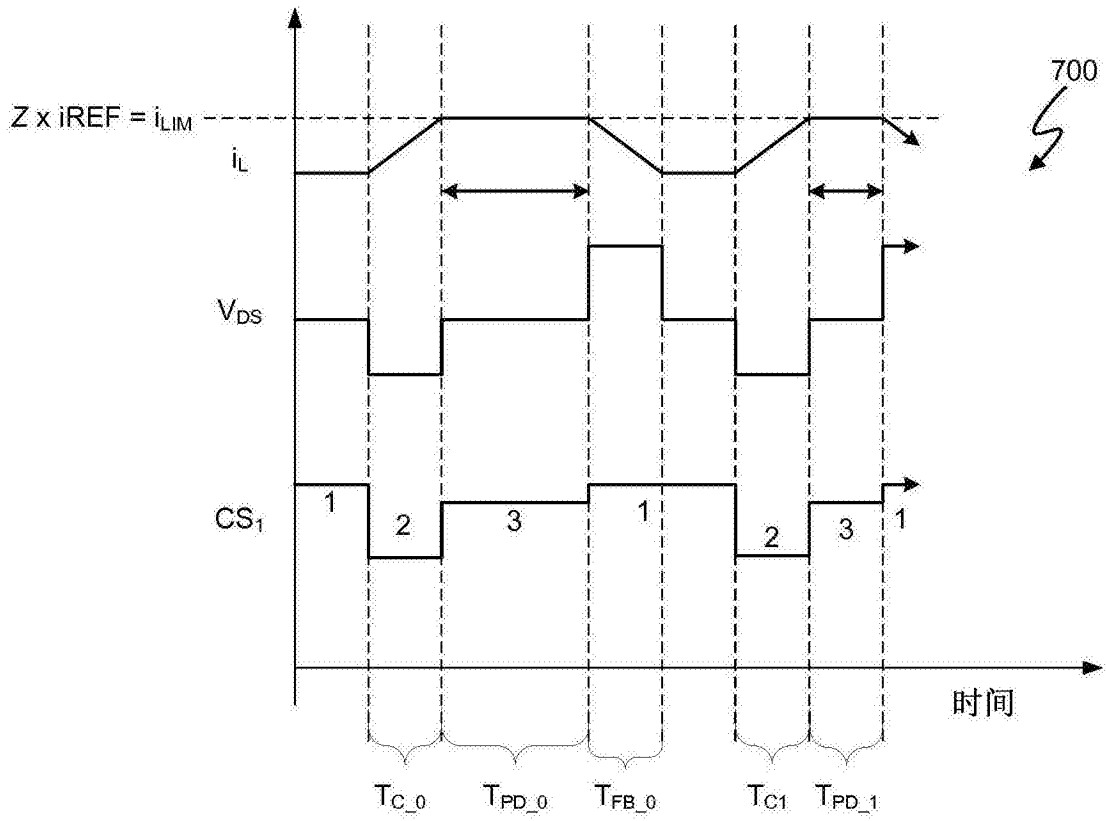 700
Z x iREF = iLIM
iL
VDS
CS1
1 2 3 1 2 3 1
时间
TC_0 TPD_0 TFB_0 TC1 TPD_1